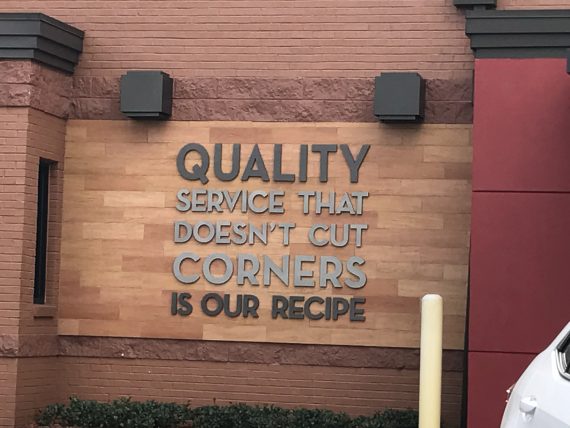 QUALITY
SERVICE THAT
DOESN'T CUT
CORNERS
IS OUR RECIPE